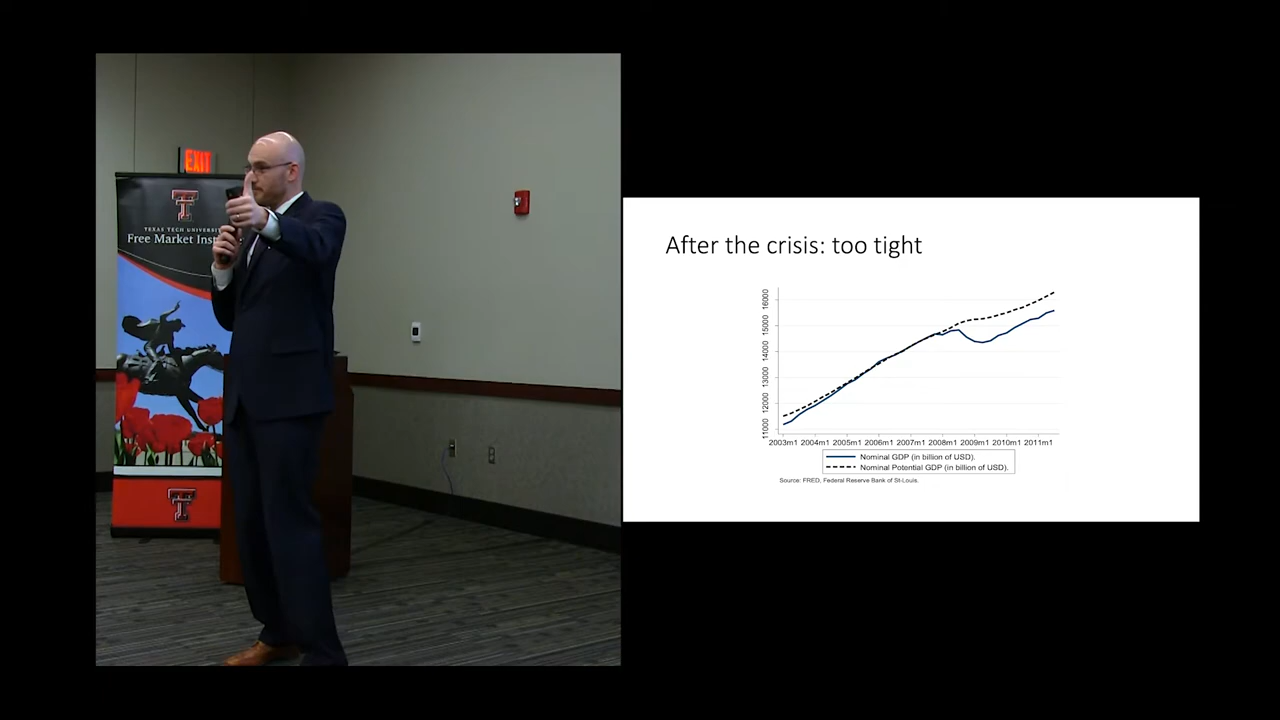 EXIT
TEXAS TECH UNIVERSITY
Free Market Inst
After the crisis: too tight
16000
15000
14000
13000
12000
11000
2003m1 2004m1 2005m1 2006m1 2007m1 2008m1 2009m1 2010m1 2011m1
Nominal GDP (in billion of USD).
Nominal Potential GDP (in billion of USD).
Source: FRED, Federal Reserve Bank of St-Louis.